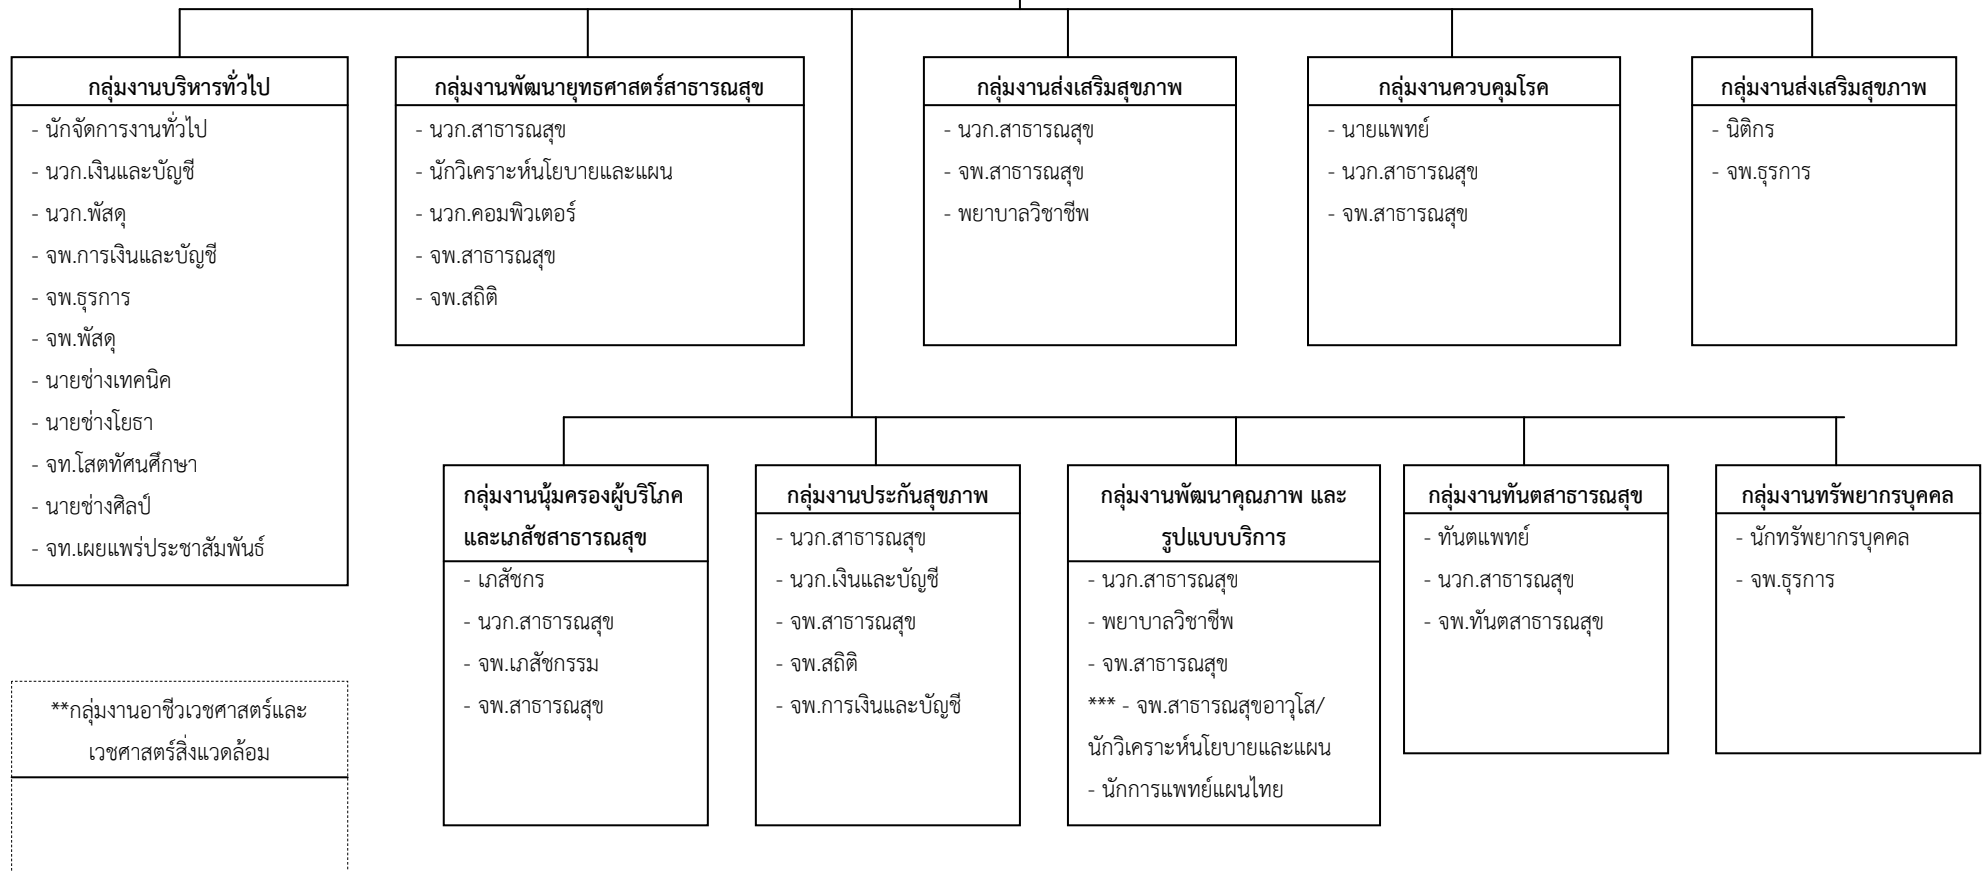 กลุ่มงานบริหารทั่วไป
- นักจัดการงานทั่วไป
- นวก.เงินและบัญชี
- นวก.พัสดุ
- จพ.การเงินและบัญชี
- จพ.ธุรการ
- จพ.พัสดุ
- นายช่างเทคนิค
- นายช่างโยธา
- จท.โสตทัศนศึกษา
- นายช่างศิลป์
- จท.เผยแพร่ประชาสัมพันธ์
กลุ่มงานพัฒนายุทธศาสตร์สาธารณสุข
- นวก.สาธารณสุข
- นักวิเคราะห์นโยบายและแผน
- นวก.คอมพิวเตอร์
- จพ.สาธารณสุข
- จพ.สถิติ
กลุ่มงานส่งเสริมสุขภาพ
- นวก.สาธารณสุข
- จพ.สาธารณสุข
- พยาบาลวิชาชีพ
กลุ่มงานควบคุมโรค
- นายแพทย์
- นวก.สาธารณสุข
- จพ.สาธารณสุข
กลุ่มงานส่งเสริมสุขภาพ
- นิติกร
- จพ.ธุรการ
กลุ่มงานนุ้มครองผู้บริโภค
และเภสัชสาธารณสุข
- เภสัชกร
- นวก.สาธารณสุข
- จพ.เภสัชกรรม
- จพ.สาธารณสุข
กลุ่มงานประกันสุขภาพ
- นวก.สาธารณสุข
- นวก.เงินและบัญชี
- จพ.สาธารณสุข
- จพ.สถิติ
- จพ.การเงินและบัญชี
กลุ่มงานพัฒนาคุณภาพ และ
รูปแบบบริการ
- นวก.สาธารณสุข
- พยาบาลวิชาชีพ
- จพ.สาธารณสุข
*** - จพ.สาธารณสุขอาวุโส/
นักวิเคราะห์นโยบายและแผน
- นักการแพทย์แผนไทย
กลุ่มงานทันตสาธารณสุข
- ทันตแพทย์
- นวก.สาธารณสุข
- จพ.ทันตสาธารณสุข
กลุ่มงานทรัพยากรบุคคล
- นักทรัพยากรบุคคล
- จพ.ธุรการ
**กลุ่มงานอาชีวเวชศาสตร์และ
เวชศาสตร์สิ่งแวดล้อม